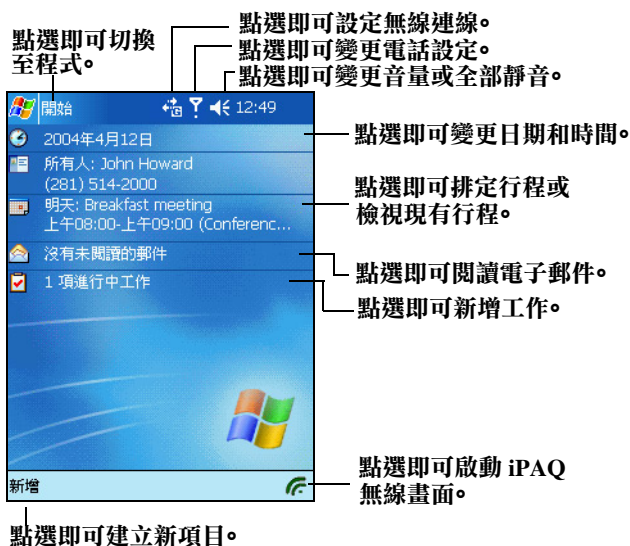 點選即可設定無線連線。
點選即可變更電話設定。
點選即可變更音量或全部靜音。
點選即可切換
至程式。
開始
12:49
2004年4月12日
點選即可變更日期和時間。
所有人: John Howard
(281) 514-2000
明天: Breakfast meeting
上午08:00-上午09:00 (Conferenc...
點選即可排定行程或
檢視現有行程。
沒有未閱讀的郵件
點選即可閱讀電子郵件。
1 項進行中工作
點選即可新增工作。
新增
點選即可啟動 iPAQ
無線畫面。
點選即可建立新項目。